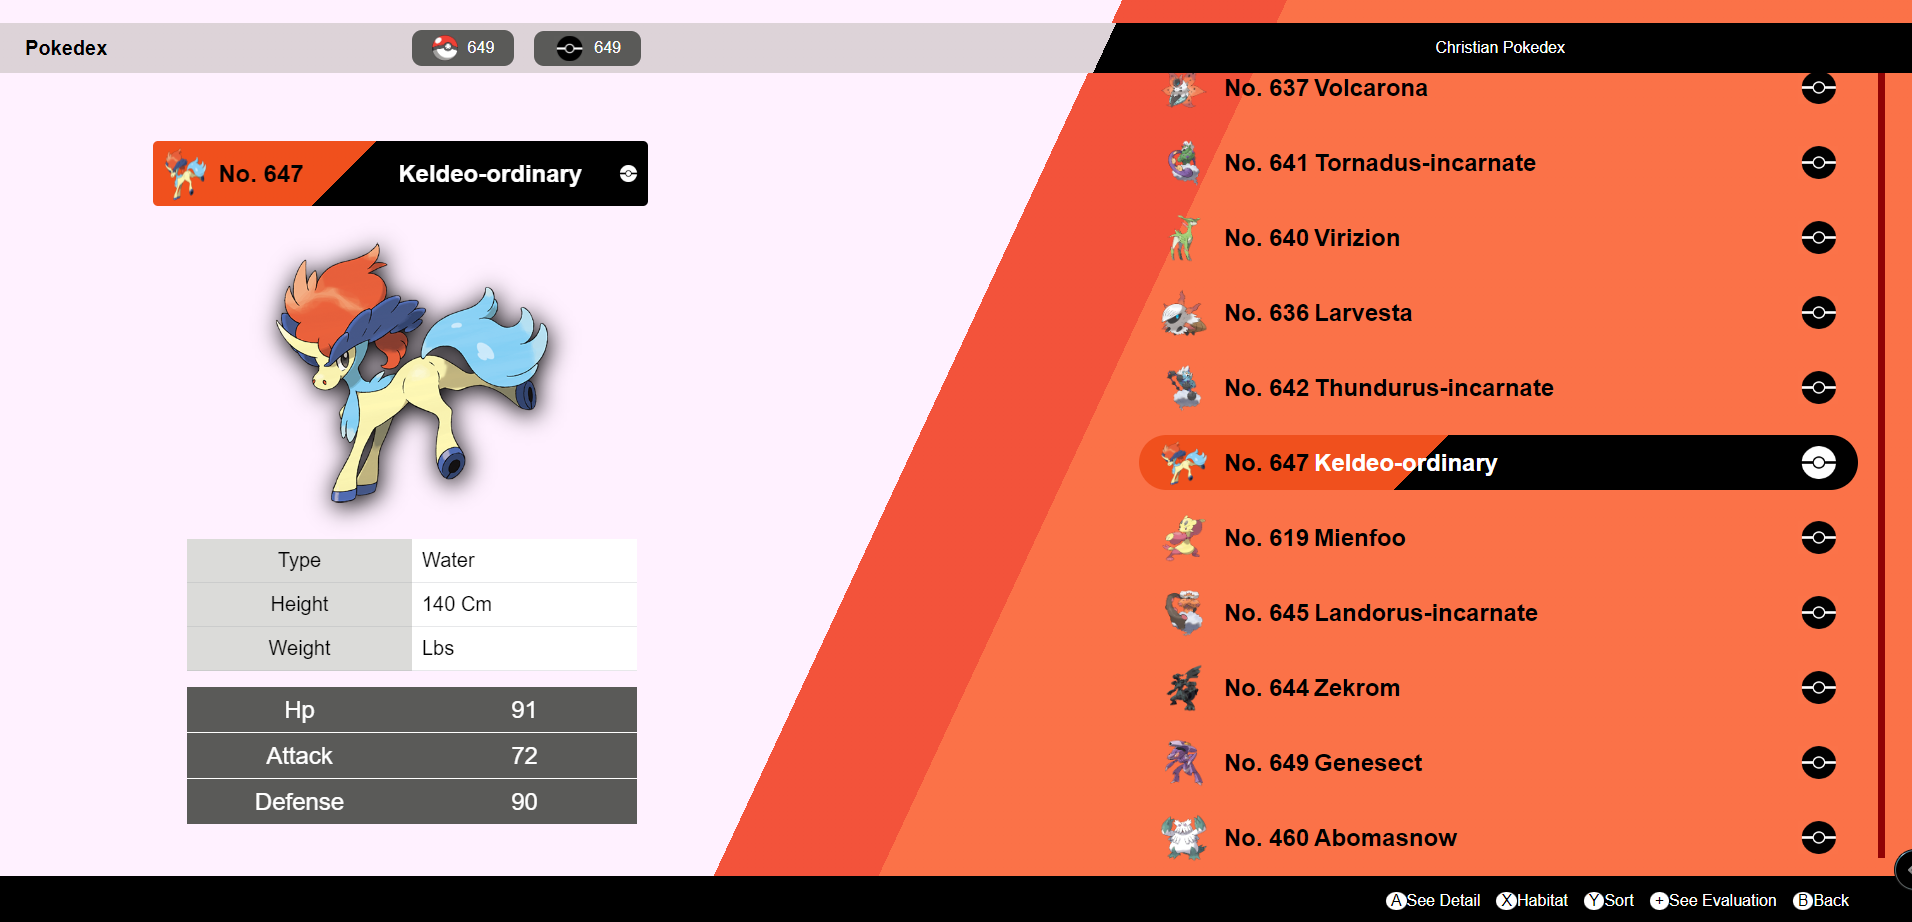 Pokedex
649
649
Christian Pokedex
No. 647
Keldeo-ordinary
Type
Water
Height
140 Cm
Weight
Lbs
Hp
91
Attack
72
Defense
90
No. 637 Volcarona
No. 641 Tornadus-incarnate
No. 640 Virizion
No. 636 Larvesta
No. 642 Thundurus-incarnate
No. 647 Keldeo-ordinary
No. 619 Mienfoo
No. 645 Landorus-incarnate
No. 644 Zekrom
No. 649 Genesect
No. 460 Abomasnow
A See Detail X Habitat Y Sort + See Evaluation B Back